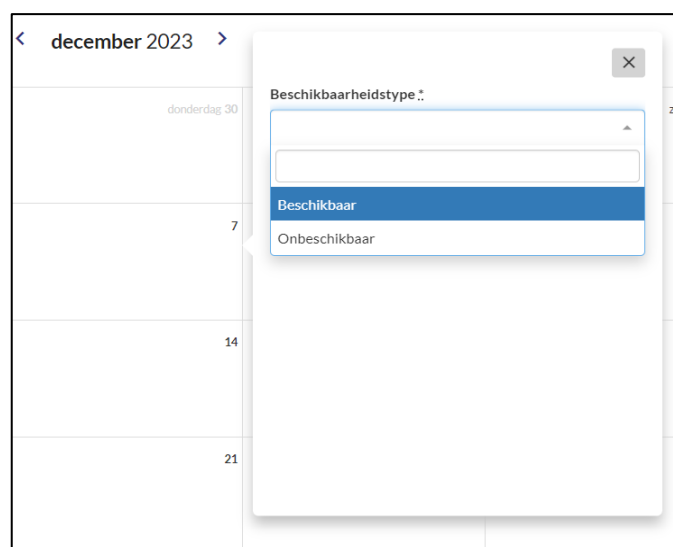 december 2023
donderdag 30
Beschikbaarheidstype *
z
Beschikbaar
7
Onbeschikbaar
14
21